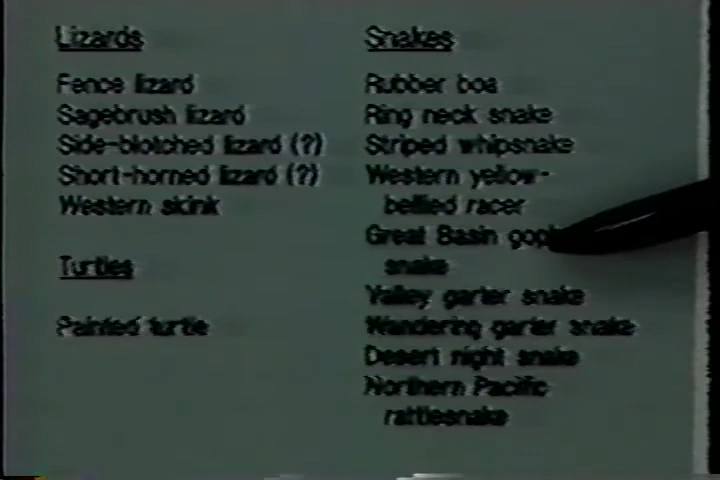 Lizards
Fence lizard
Sagebrush lizard
Side-blotched lizard (?)
Short-horned lizard (?)
Western skink
Turtles
Painted turtle
Snakes
Rubber boa
Ring neck snake
Striped whipsnake
Western yellow-
bellied racer
Great Basin
snake
Valley garter snake
Wandering garter snake
Desert night snake
Northern Pacific
rattlesnake